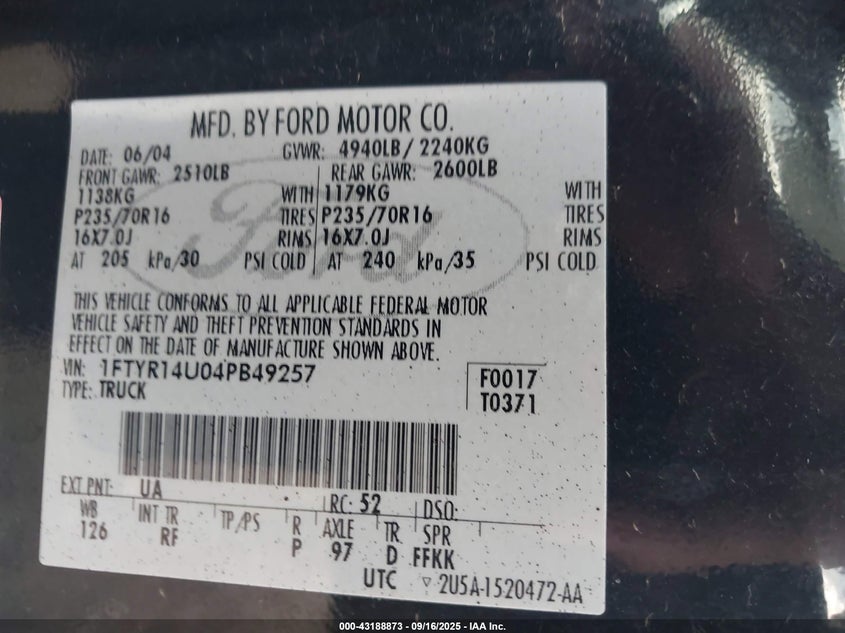 MFD. BY FORD MOTOR CO.
DATE: 06/04 GVWR: 4940LB/ 2240KG
FRONT GAWR: 2510LB REAR GAWR: 2600LB
1138KG WITH 1179KG WITH
P235/70R16 TIRES P235/70R16 TIRES
16X7.0J RIMS 16X7.0J RIMS
AT 205 kPa/30 PSI COLD AT 240 kPa/35 PSI COLD
Ford
THIS VEHICLE CONFORMS TO ALL APPLICABLE FEDERAL MOTOR
VEHICLE SAFETY AND THEFT PREVENTION STANDARDS IN
EFFECT ON THE DATE OF MANUFACTURE SHOWN ABOVE.
VIN: 1FTYR14U04PB49257 F0017
TYPE: TRUCK T0371
EXT PNT: UA RC: 52 DSO:
WB INT TR TP/PS R AXLE TR SPR
126 RF P 97 D FFKK
UTC ▽ 2U5A-1520472-AA
000-43188873 - 09/16/2025 - IAA Inc.